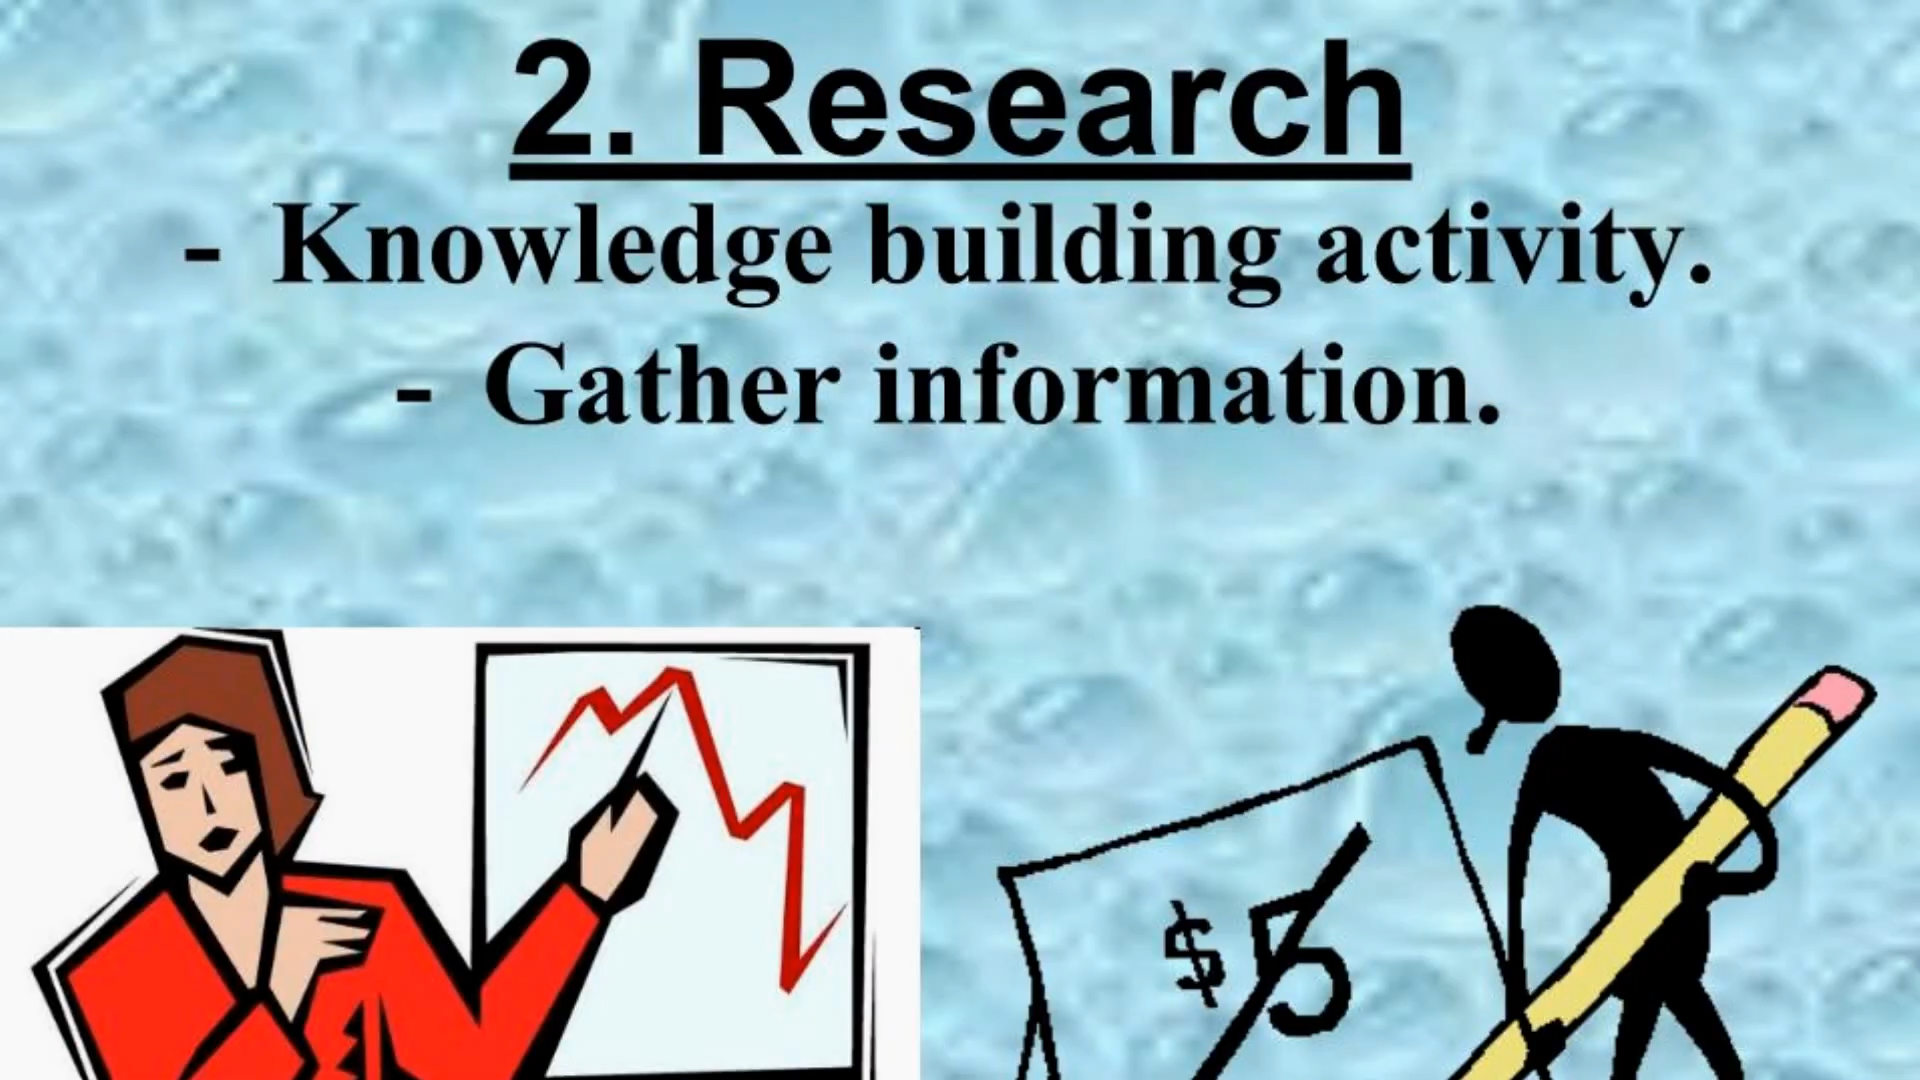 2. Research
- Knowledge building activity.
- Gather information.
$5